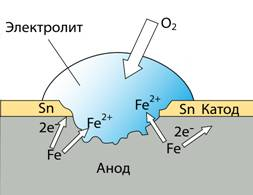 Электролит
O₂
Sn Fe²⁺ Fe²⁺ Sn Катод
2e⁻ 2e⁻
Fe Fe
Анод